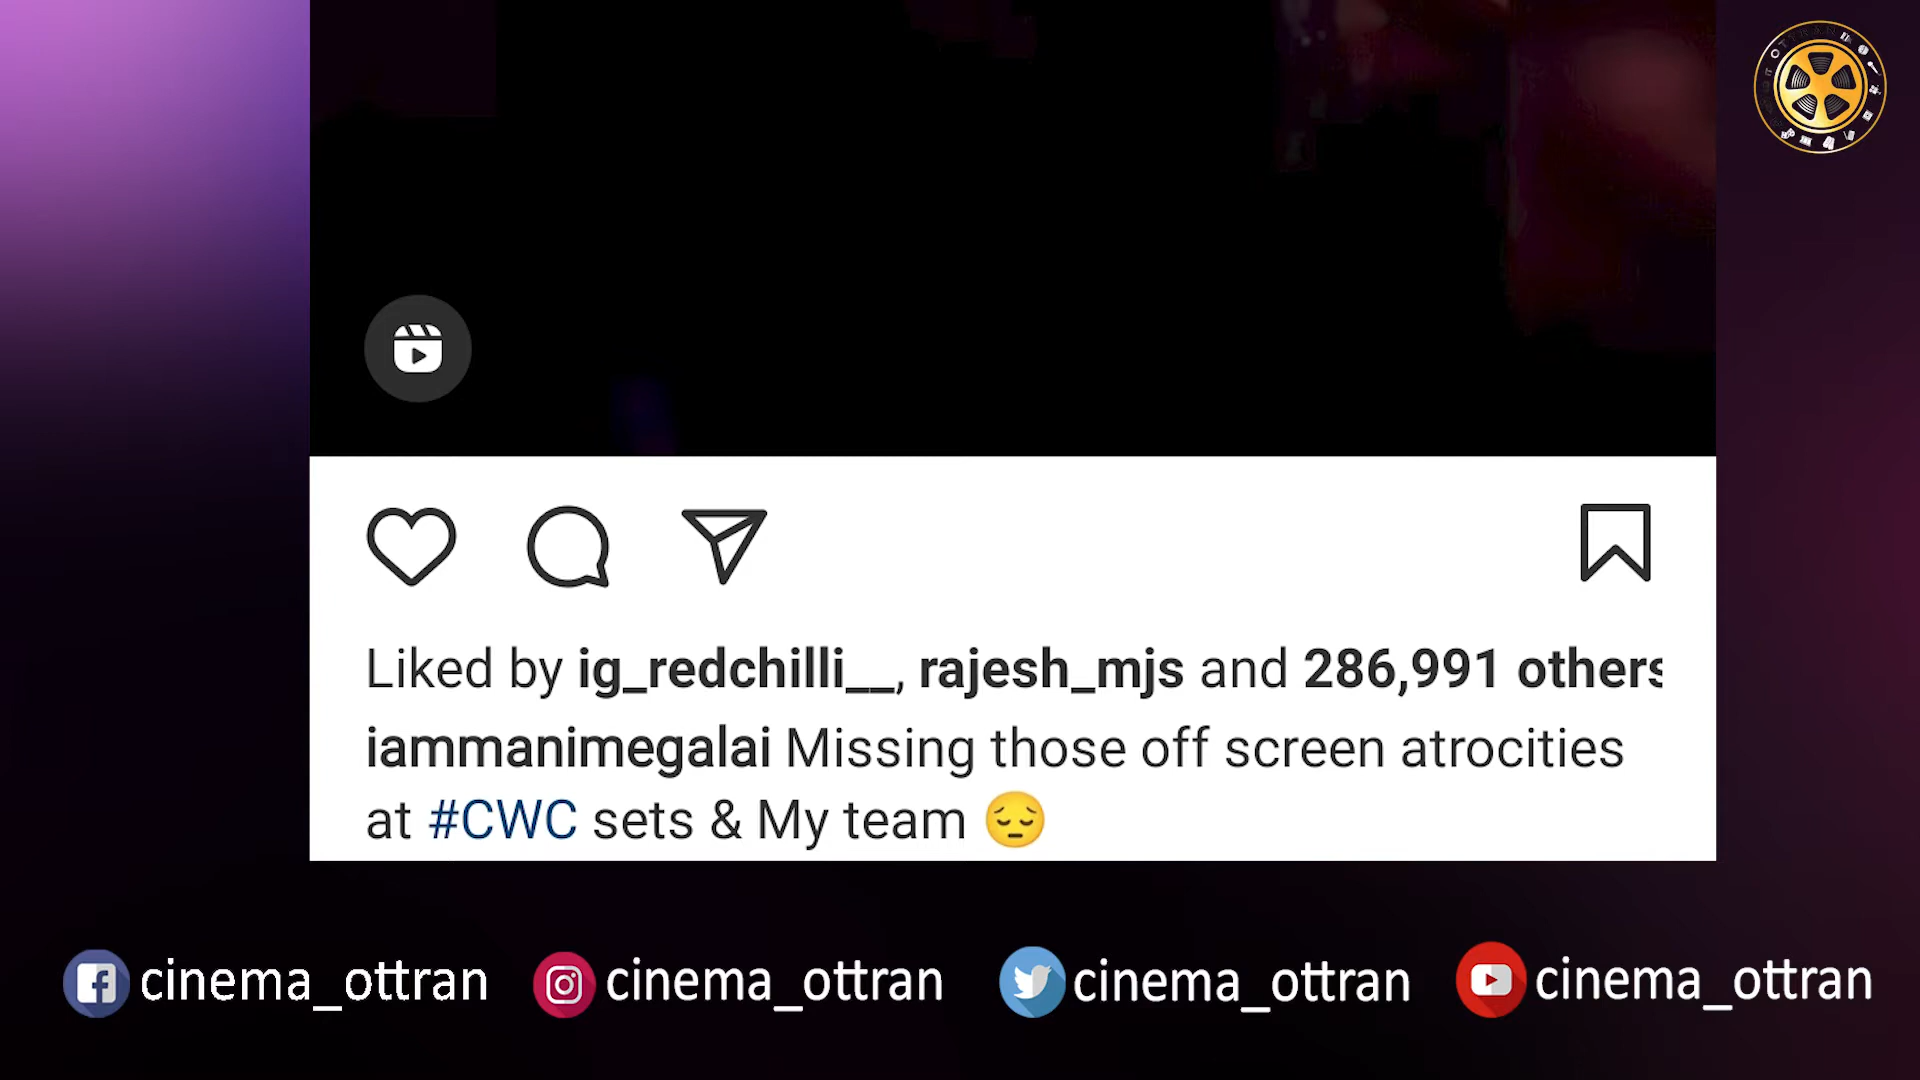 Liked by ig_redchilli__, rajesh_mjs and 286,991 others
iammanimegalai Missing those off screen atrocities
at #CWC sets & My team 😔
cinema_ottran cinema_ottran cinema_ottran cinema_ottran